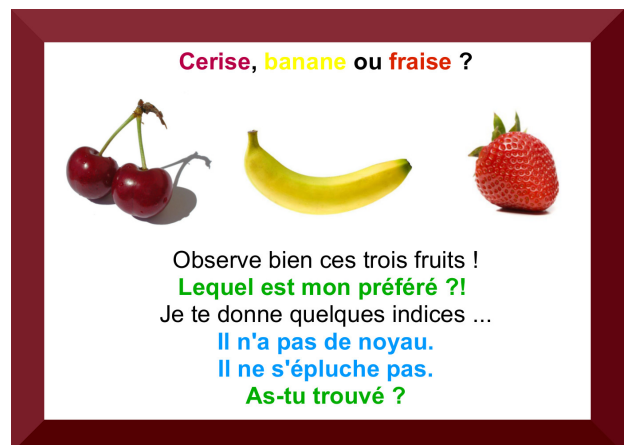 Cerise, banane ou fraise ?
Observe bien ces trois fruits !
Lequel est mon préféré ?!
Je te donne quelques indices ...
Il n'a pas de noyau.
Il ne s'épluche pas.
As-tu trouvé ?